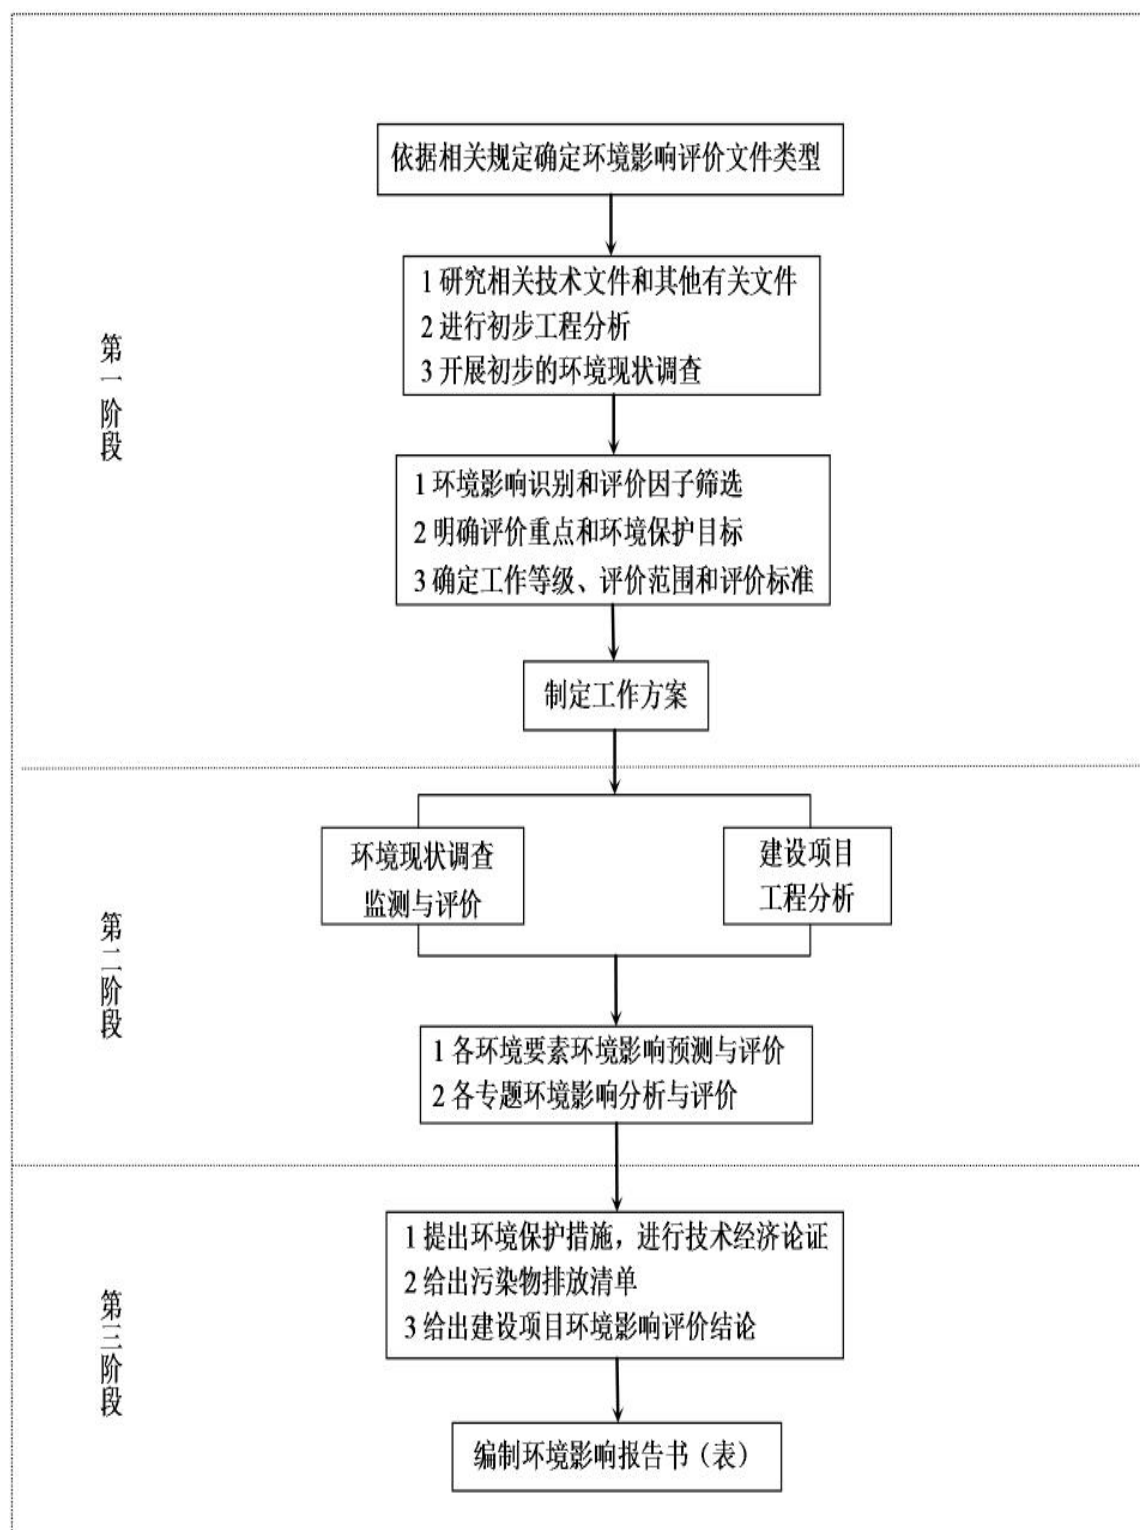 依据相关规定确定环境影响评价文件类型
1 研究相关技术文件和其他有关文件
2 进行初步工程分析
3 开展初步的环境现状调查
第一阶段
1 环境影响识别和评价因子筛选
2 明确评价重点和环境保护目标
3 确定工作等级、评价范围和评价标准
制定工作方案
环境现状调查
监测与评价
建设项目
工程分析
第二阶段
1 各环境要素环境影响预测与评价
2 各专题环境影响分析与评价
1 提出环境保护措施，进行技术经济论证
2 给出污染物排放清单
3 给出建设项目环境影响评价结论
第三阶段
编制环境影响报告书（表）